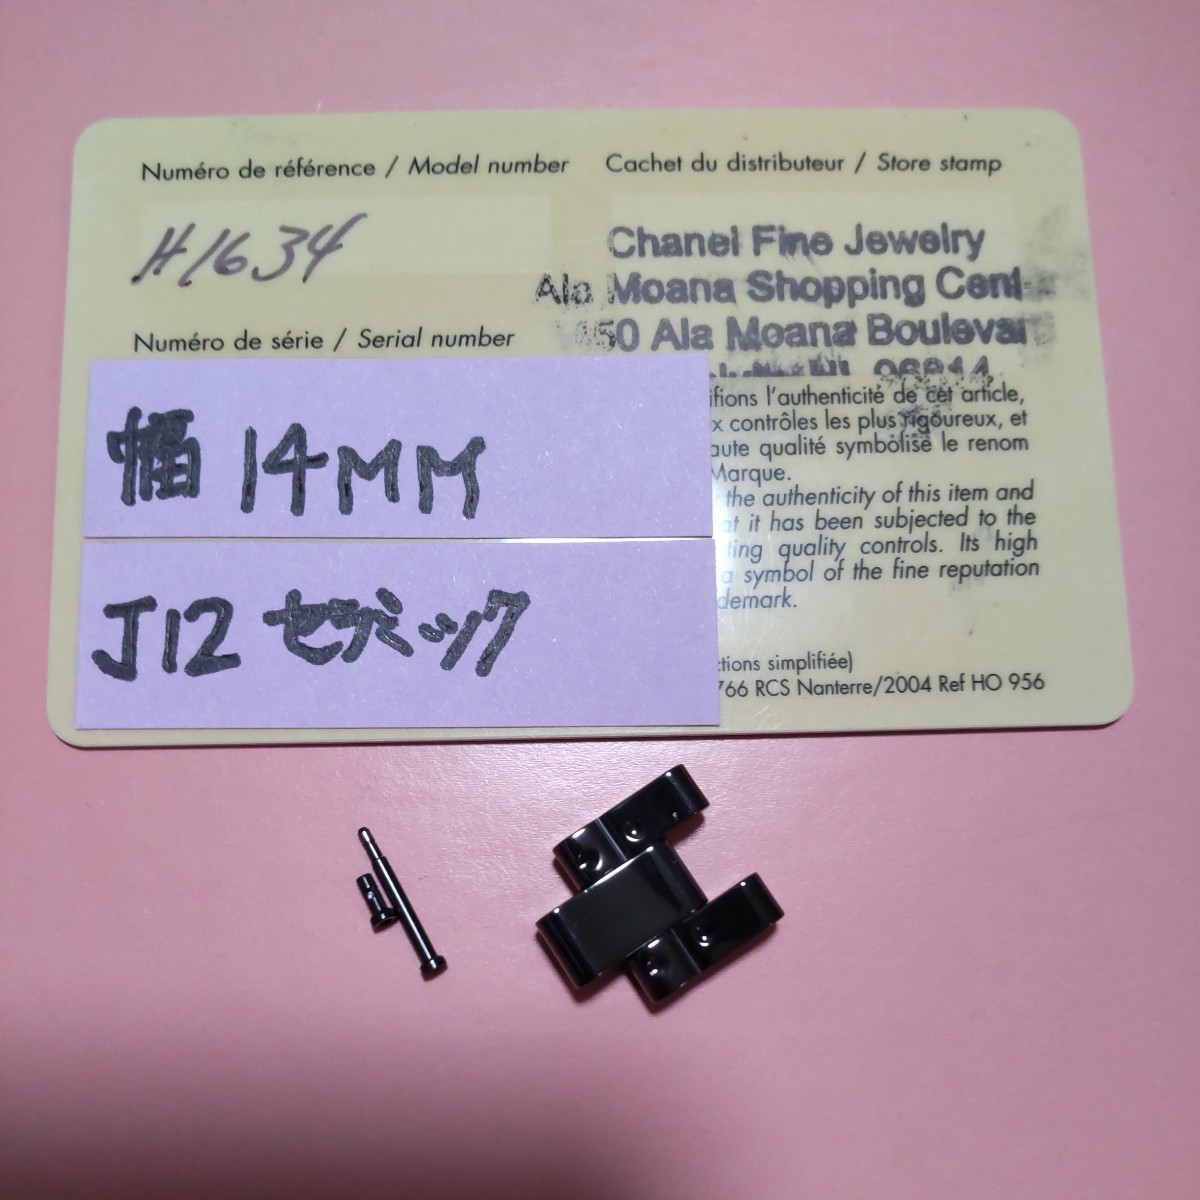 Numéro de référence / Model number
H1634
Cachet du distributeur / Store stamp
Chanel Fine Jewelry
Ala Moana Shopping Cent
50 Ala Moana Boulevar
96814
Numéro de série / Serial number
幅 14MM
J12 セラミック
ifions l'authenticité de cet article,
x contrôles les plus rigoureux, et
aute qualité symbolisé le renom
Marque.
the authenticity of this item and
at it has been subjected to the
ting quality controls. Its high
a symbol of the fine reputation
demark.
ctions simplifiée)
766 RCS Nanterre/2004 Ref HO 956